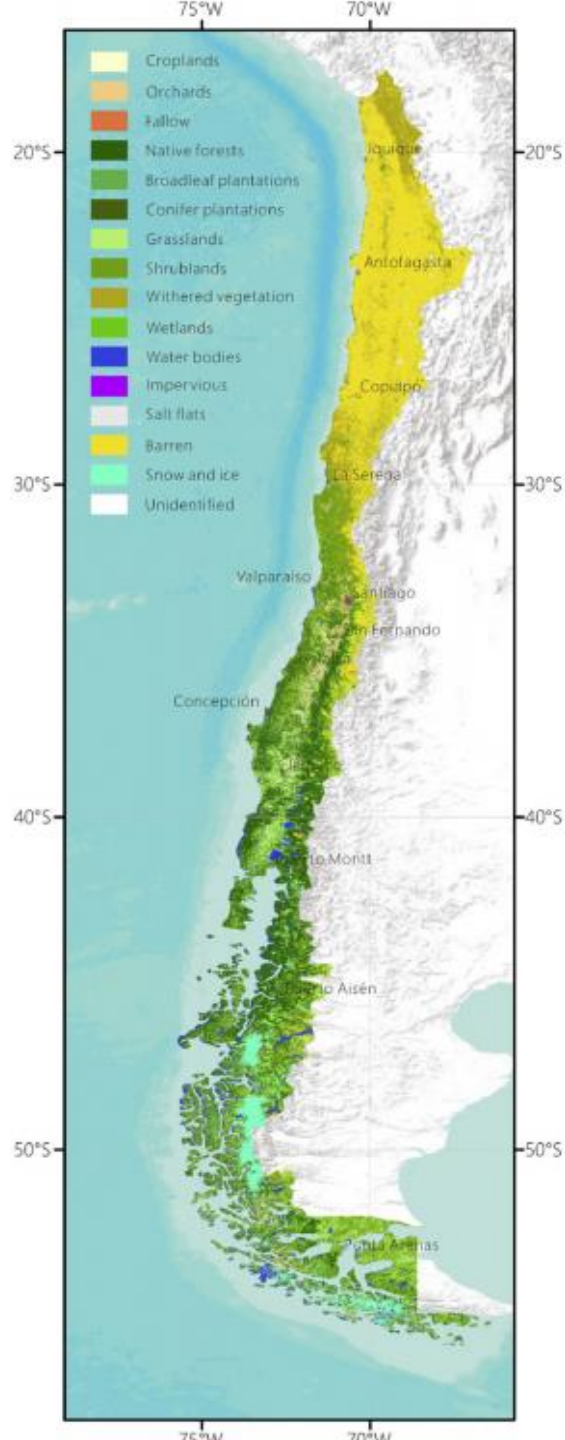 75°W 70°W
Croplands
Orchards
Fallow
Native forests
20°S Iquique 20°S
Broadleaf plantations
Conifer plantations
Grasslands
Shrublands
Antofagasta
Withered vegetation
Wetlands
Water bodies
Impervious
Copiapo
Salt flats
Barren
Snow and ice
La Serena
30°S 30°S
Unidentified
Valparaíso
Santiago
San Fernando
Concepción
40°S 40°S
Puerto Montt
Puerto Aisén
50°S 50°S
Punta Arenas
75°W 70°W